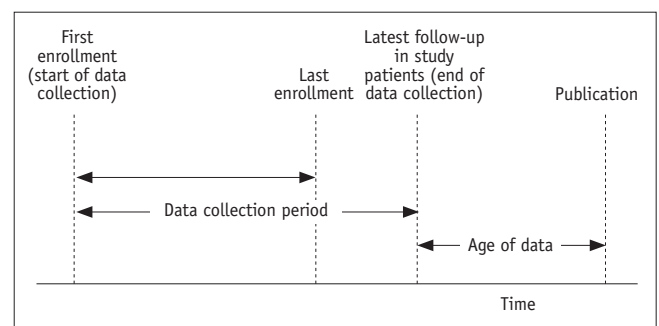 First
enrollment
(start of data
collection)
Last
enrollment
Latest follow-up
in study
patients (end of
data collection)
Publication
Data collection period
Age of data
Time